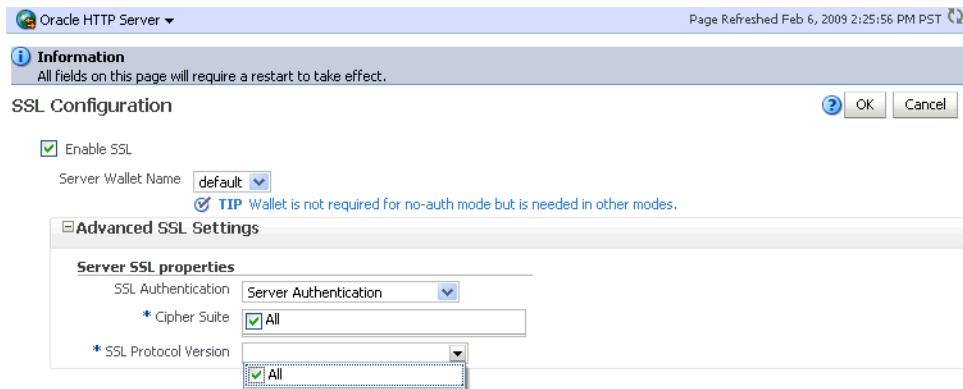 Oracle HTTP Server
Page Refreshed Feb 6, 2009 2:25:56 PM PST
Information
All fields on this page will require a restart to take effect.
SSL Configuration
OK Cancel
Enable SSL
Server Wallet Name default
TIP Wallet is not required for no-auth mode but is needed in other modes.
Advanced SSL Settings
Server SSL properties
SSL Authentication Server Authentication
* Cipher Suite All
* SSL Protocol Version
All